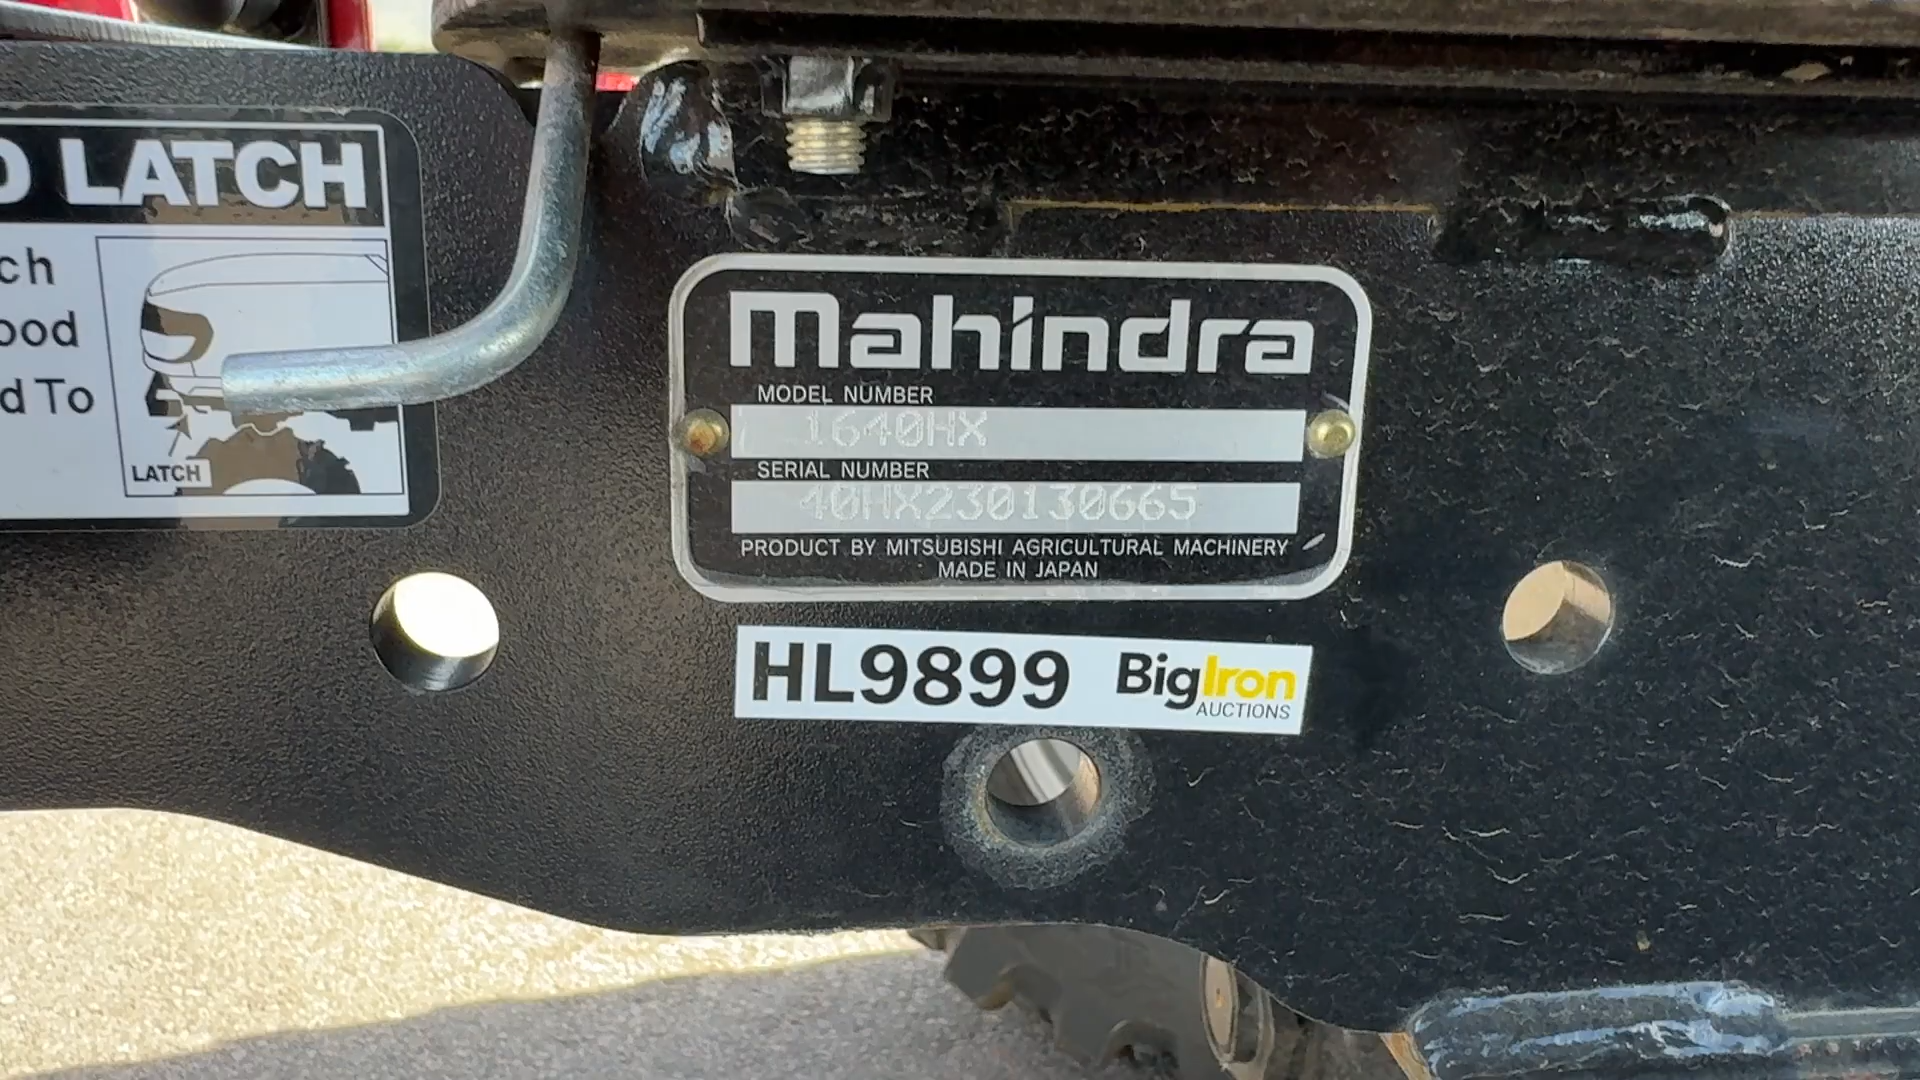 D LATCH
ch
ood
d To
LATCH
mahindra
MODEL NUMBER
1640HX
SERIAL NUMBER
40HX230130665
PRODUCT BY MITSUBISHI AGRICULTURAL MACHINERY
MADE IN JAPAN
HL9899 BigIron
AUCTIONS